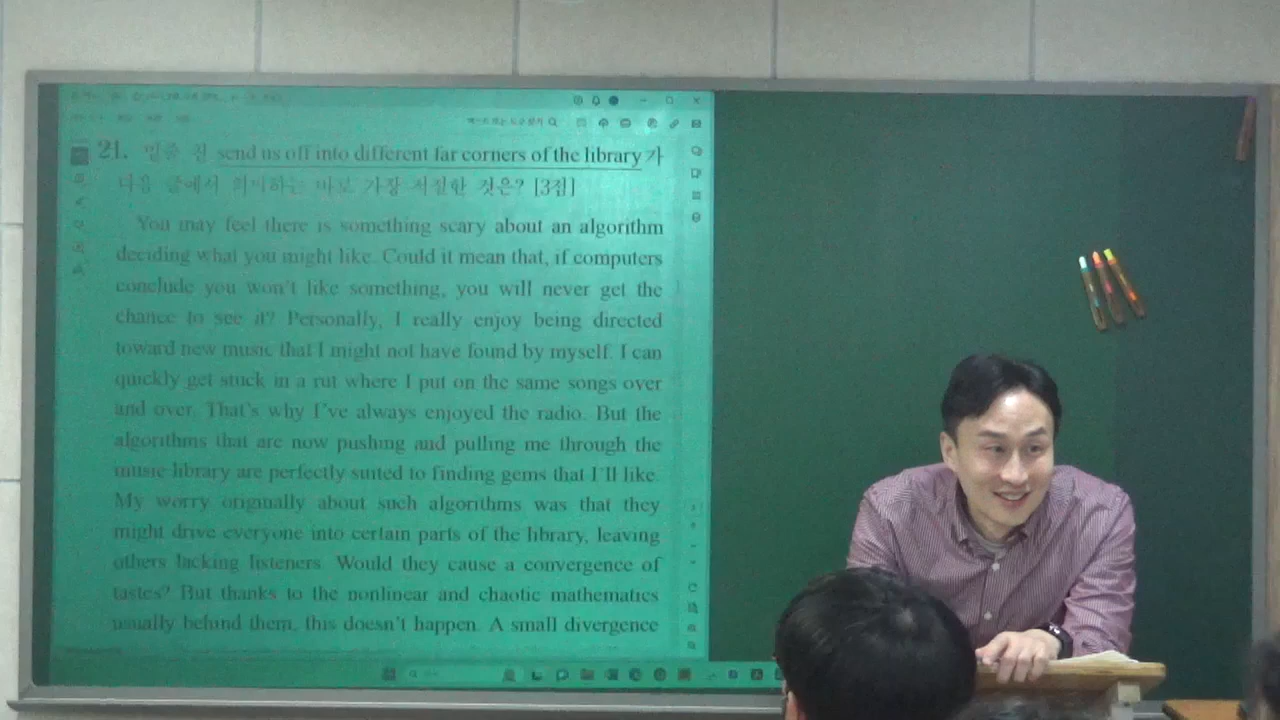 21. 밑줄 친 send us off into different far corners of the library가
다음 글에서 의미하는 바로 가장 적절한 것은? [3점]
You may feel there is something scary about an algorithm
deciding what you might like. Could it mean that, if computers
conclude you won't like something, you will never get the
chance to see it? Personally, I really enjoy being directed
toward new music that I might not have found by myself. I can
quickly get stuck in a rut where I put on the same songs over
and over. That's why I've always enjoyed the radio. But the
algorithms that are now pushing and pulling me through the
music library are perfectly suited to finding gems that I'll like.
My worry originally about such algorithms was that they
might drive everyone into certain parts of the library, leaving
others lacking listeners. Would they cause a convergence of
tastes? But thanks to the nonlinear and chaotic mathematics
usually behind them, this doesn't happen. A small divergence